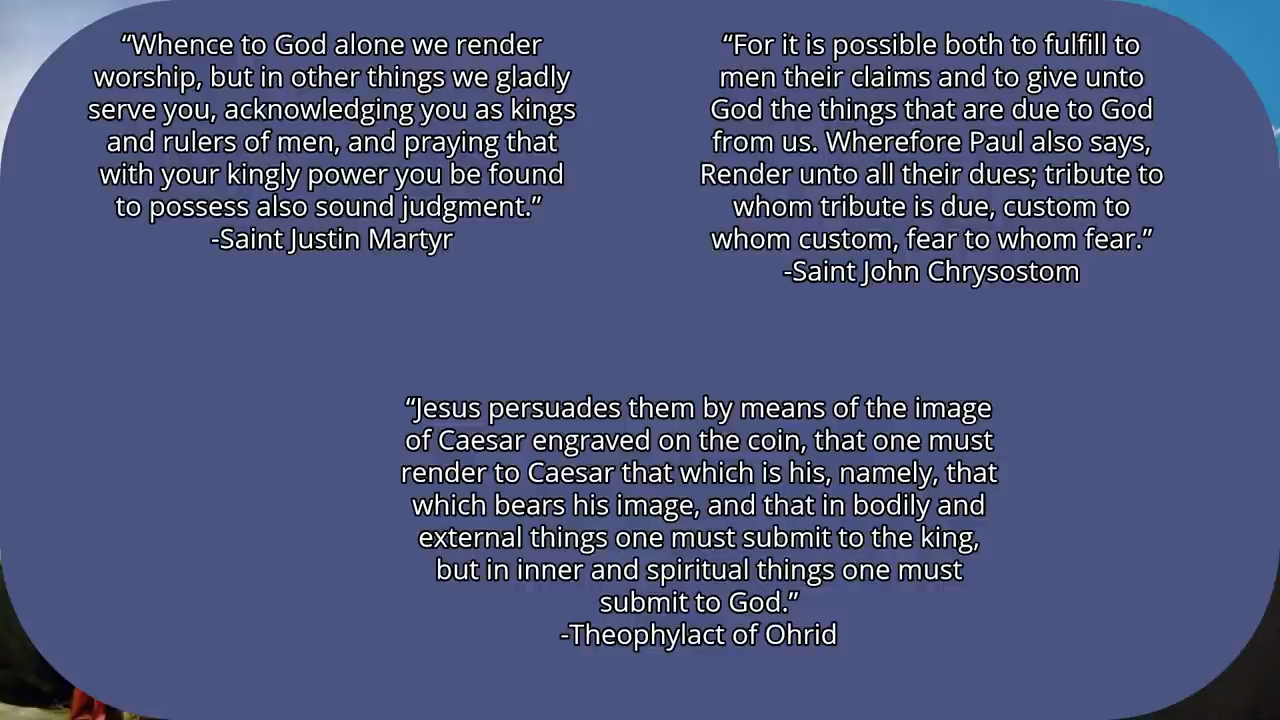 “Whence to God alone we render
worship, but in other things we gladly
serve you, acknowledging you as kings
and rulers of men, and praying that
with your kingly power you be found
to possess also sound judgment.”
-Saint Justin Martyr
“For it is possible both to fulfill to
men their claims and to give unto
God the things that are due to God
from us. Wherefore Paul also says,
Render unto all their dues; tribute to
whom tribute is due, custom to
whom custom, fear to whom fear.”
-Saint John Chrysostom
“Jesus persuades them by means of the image
of Caesar engraved on the coin, that one must
render to Caesar that which is his, namely, that
which bears his image, and that in bodily and
external things one must submit to the king,
but in inner and spiritual things one must
submit to God.”
-Theophylact of Ohrid